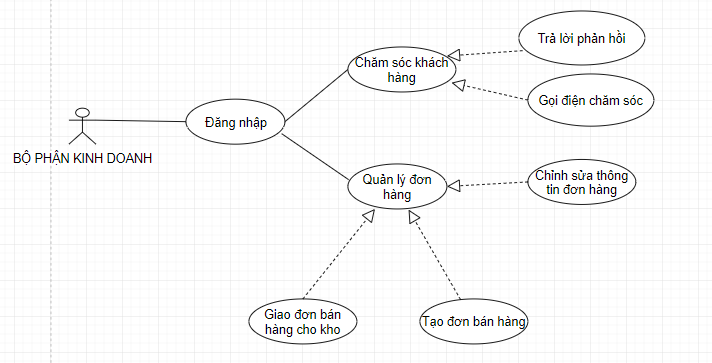 Trả lời phản hồi
Chăm sóc khách
hàng
Gọi điện chăm sóc
Đăng nhập
BỘ PHẬN KINH DOANH
Quản lý đơn
hàng
Chỉnh sửa thông
tin đơn hàng
Giao đơn bán
hàng cho kho
Tạo đơn bán hàng